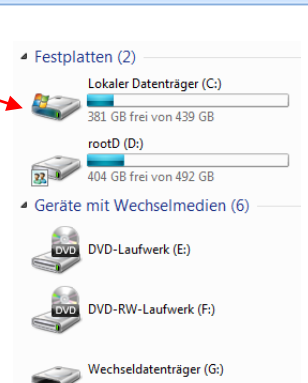 Festplatten (2)
Lokaler Datenträger (C:)
381 GB frei von 439 GB
rootD (D:)
404 GB frei von 492 GB
Geräte mit Wechselmedien (6)
DVD
DVD-Laufwerk (E:)
DVD
DVD-RW-Laufwerk (F:)
Wechseldatenträger (G:)